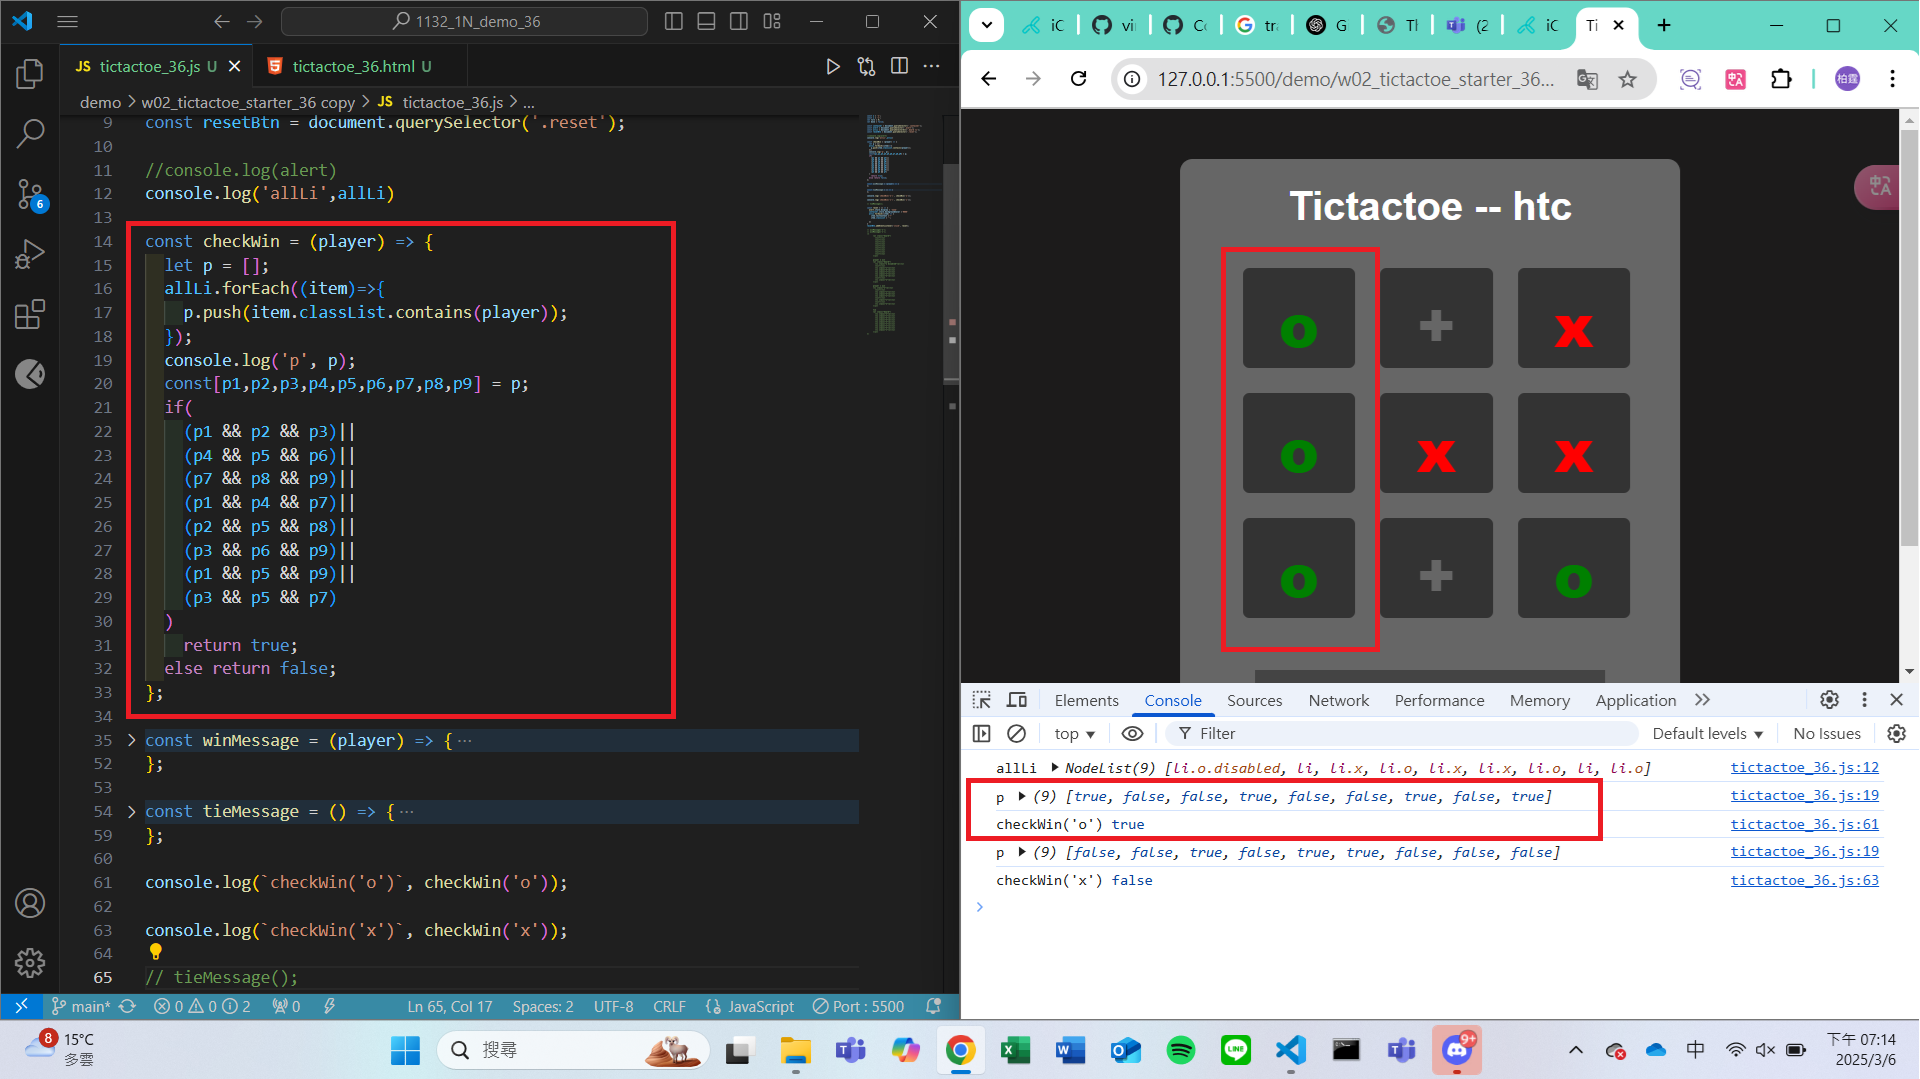 1132_1N_demo_36
JS tictactoe_36.js U
tictactoe_36.html U
demo > w02_tictactoe_starter_36 copy > JS tictactoe_36.js > ...
9 const resetBtn = document.querySelector('.reset');
10
11 //console.log(alert)
12 console.log('allLi',allLi)
13
14 const checkWin = (player) => {
15 let p = [];
16 allLi.forEach((item)=>{
17 p.push(item.classList.contains(player));
18 });
19 console.log('p', p);
20 const[p1,p2,p3,p4,p5,p6,p7,p8,p9] = p;
21 if(
22 (p1 && p2 && p3)||
23 (p4 && p5 && p6)||
24 (p7 && p8 && p9)||
25 (p1 && p4 && p7)||
26 (p2 && p5 && p8)||
27 (p3 && p6 && p9)||
28 (p1 && p5 && p9)||
29 (p3 && p5 && p7)
30 )
31 return true;
32 else return false;
33 };
34
35 const winMessage = (player) => {···
52 };
53
54 const tieMessage = () => {···
59 };
60
61 console.log(`checkWin('o')`, checkWin('o'));
62
63 console.log(`checkWin('x')`, checkWin('x'));
64
65 // tieMessage();
6
main* 0 0 2 0 Ln 65, Col 17 Spaces: 2 UTF-8 CRLF {} JavaScript Port : 5500
iC
vi
Co
tra
G
Th
(2
iC
Ti
127.0.0.1:5500/demo/w02_tictactoe_starter_36...
柏霆
Tictactoe -- htc
o + x
o x x
o + o
Elements Console Sources Network Performance Memory Application
top Filter Default levels No Issues
allLi NodeList(9) [li.o.disabled, li, li.x, li.o, li.x, li.x, li.o, li, li.o] tictactoe_36.js:12
p (9) [true, false, false, true, false, false, true, false, true] tictactoe_36.js:19
checkWin('o') true tictactoe_36.js:61
p (9) [false, false, true, false, true, true, false, false, false] tictactoe_36.js:19
checkWin('x') false tictactoe_36.js:63
8
15°C
多雲
搜尋
9+
中
下午 07:14
2025/3/6